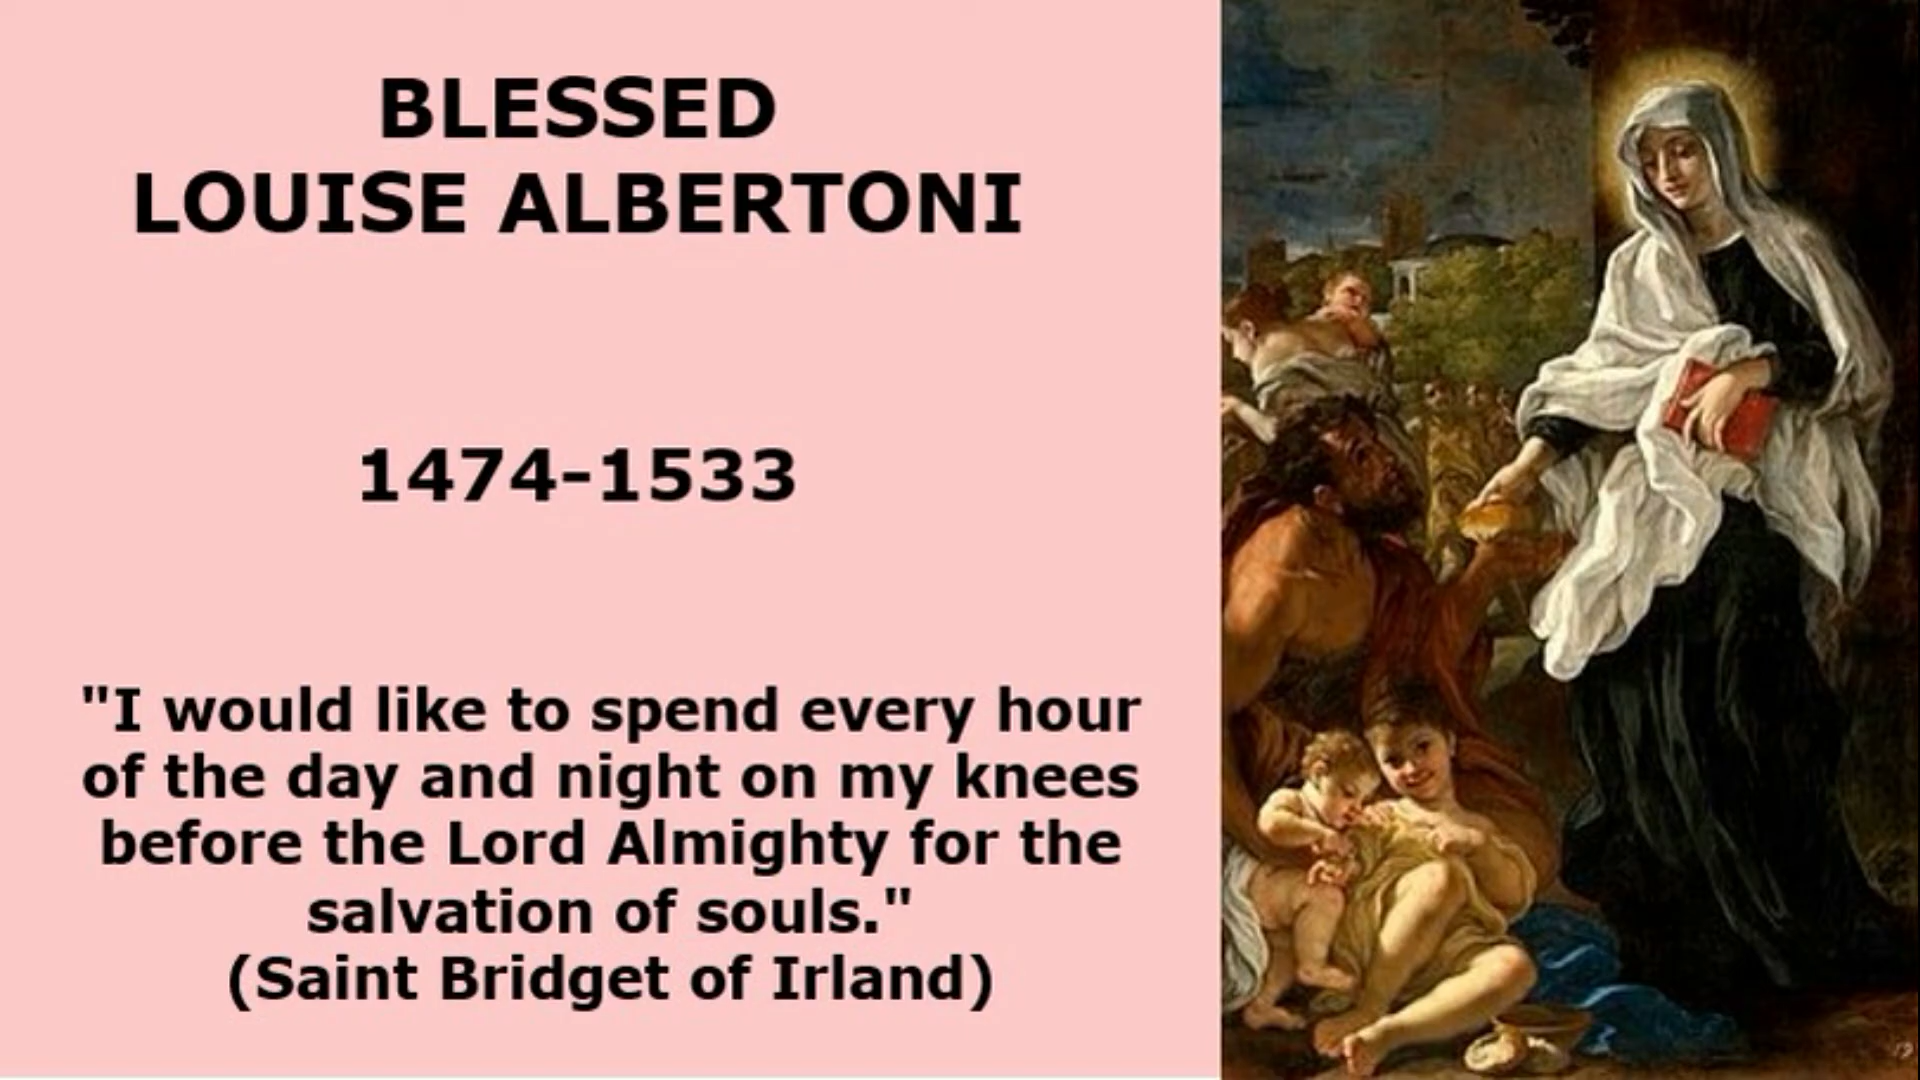 BLESSED
LOUISE ALBERTONI
1474-1533
"I would like to spend every hour
of the day and night on my knees
before the Lord Almighty for the
salvation of souls."
(Saint Bridget of Irland)